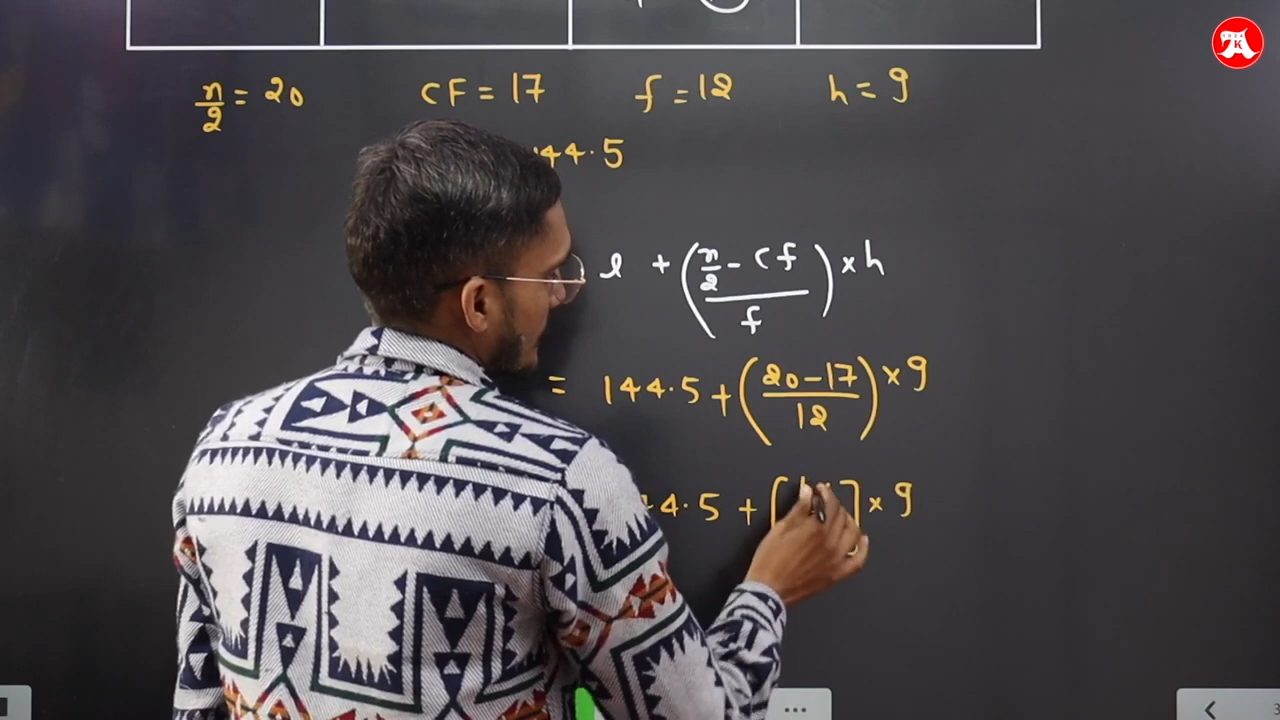 n/2 = 20 CF = 17 f = 12 h = 9
44.5
l + ( (n/2 - cf) / f ) × h
= 144.5 + ( (20 - 17) / 12 ) × 9
4.5 + [ ] × 9